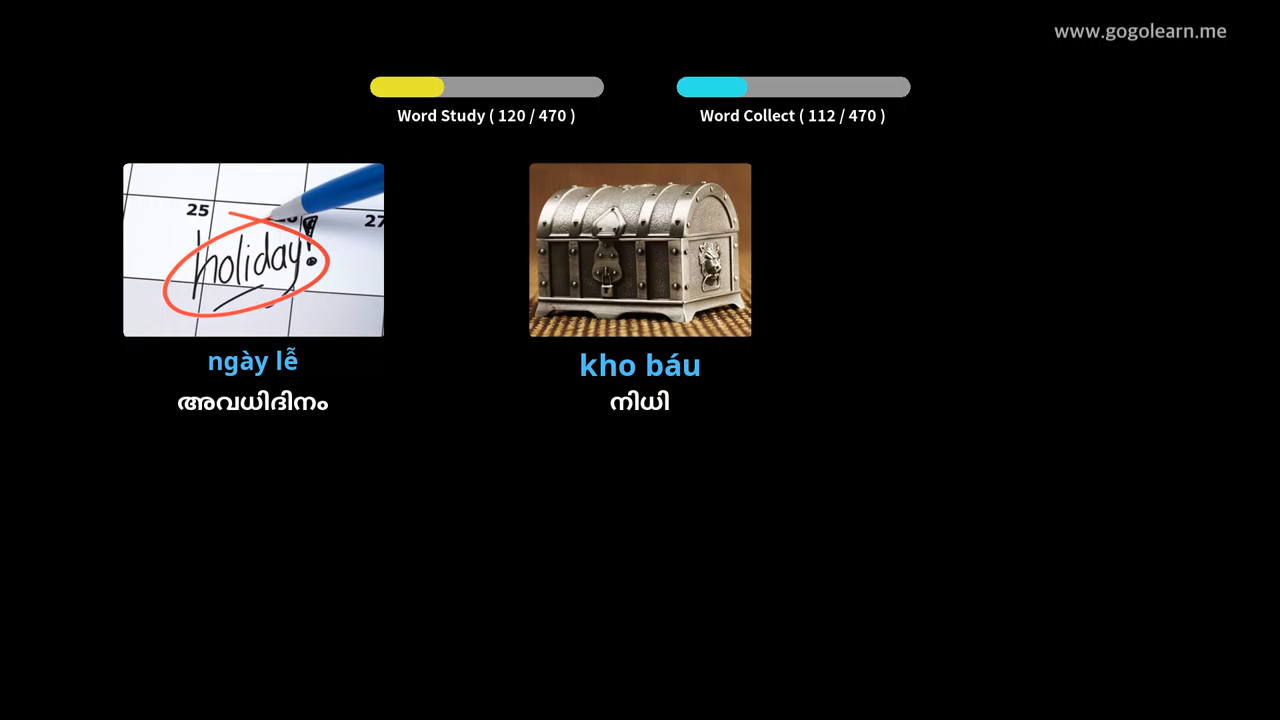 www.gogolearn.me
Word Study ( 120 / 470 )
Word Collect ( 112 / 470 )
25
27
holiday!
ngày lễ
kho báu
അവധിദിനം
നിധി